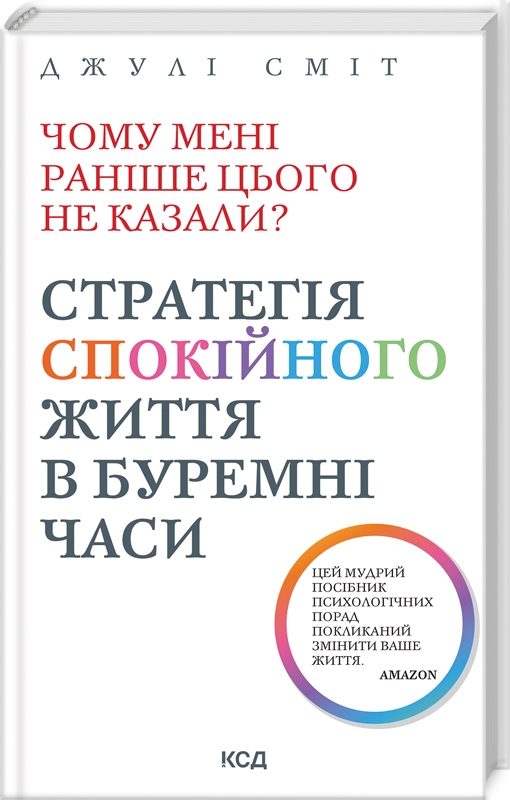 ДЖУЛІ СМІТ
ЧОМУ МЕНІ
РАНІШЕ ЦЬОГО
НЕ КАЗАЛИ?
СТРАТЕГІЯ
СПОКІЙНОГО
ЖИТТЯ
В БУРЕМНІ
ЧАСИ
ЦЕЙ МУДРИЙ
ПОСІБНИК
ПСИХОЛОГІЧНИХ
ПОРАД
ПОКЛИКАНИЙ
ЗМІНИТИ ВАШЕ
ЖИТТЯ.
AMAZON
КСД